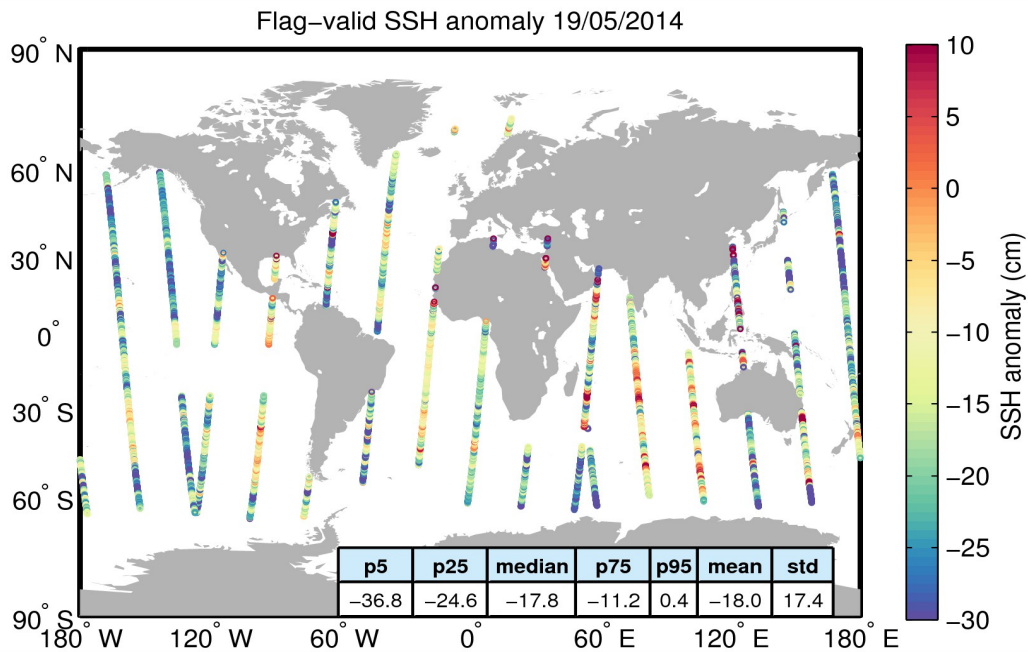 Flag−valid SSH anomaly 19/05/2014
90° N
60° N
30° N
0°
30° S
60° S
90° S
180° W
120° W
60° W
0°
60° E
120° E
180° E
p5 p25 median p75 p95 mean std
−36.8 −24.6 −17.8 −11.2 0.4 −18.0 17.4
10
5
0
−5
−10
−15
−20
−25
−30
SSH anomaly (cm)